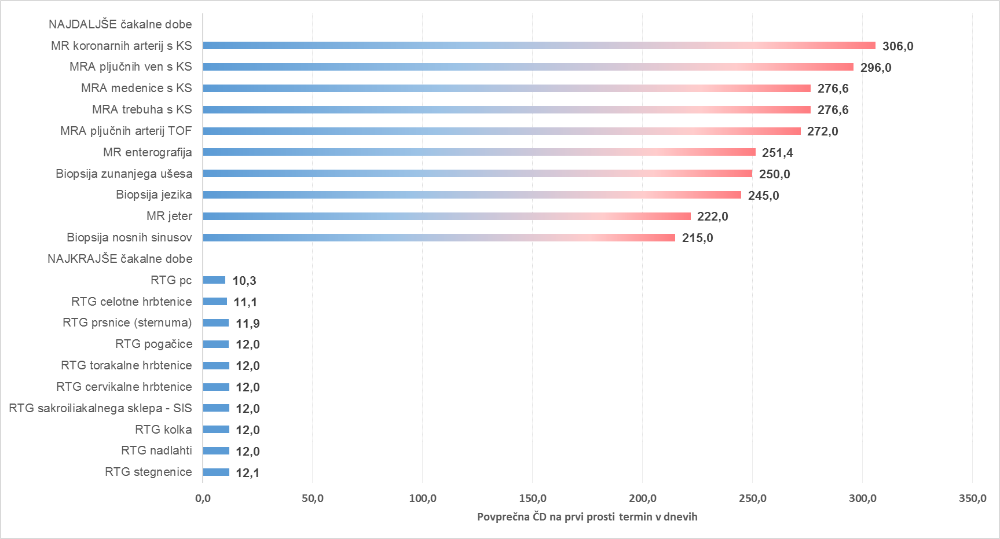 NAJDALJŠE čakalne dobe
MR koronarnih arterij s KS 306,0
MRA pljučnih ven s KS 296,0
MRA medenice s KS 276,6
MRA trebuha s KS 276,6
MRA pljučnih arterij TOF 272,0
MR enterografija 251,4
Biopsija zunanjega ušesa 250,0
Biopsija jezika 245,0
MR jeter 222,0
Biopsija nosnih sinusov 215,0
NAJKRAJŠE čakalne dobe
RTG pc 10,3
RTG celotne hrbtenice 11,1
RTG prsnice (sternuma) 11,9
RTG pogačice 12,0
RTG torakalne hrbtenice 12,0
RTG cervikalne hrbtenice 12,0
RTG sakroiliakalnega sklepa - SIS 12,0
RTG kolka 12,0
RTG nadlahti 12,0
RTG stegnenice 12,1
0,0 50,0 100,0 150,0 200,0 250,0 300,0 350,0
Povprečna ČD na prvi prosti termin v dnevih